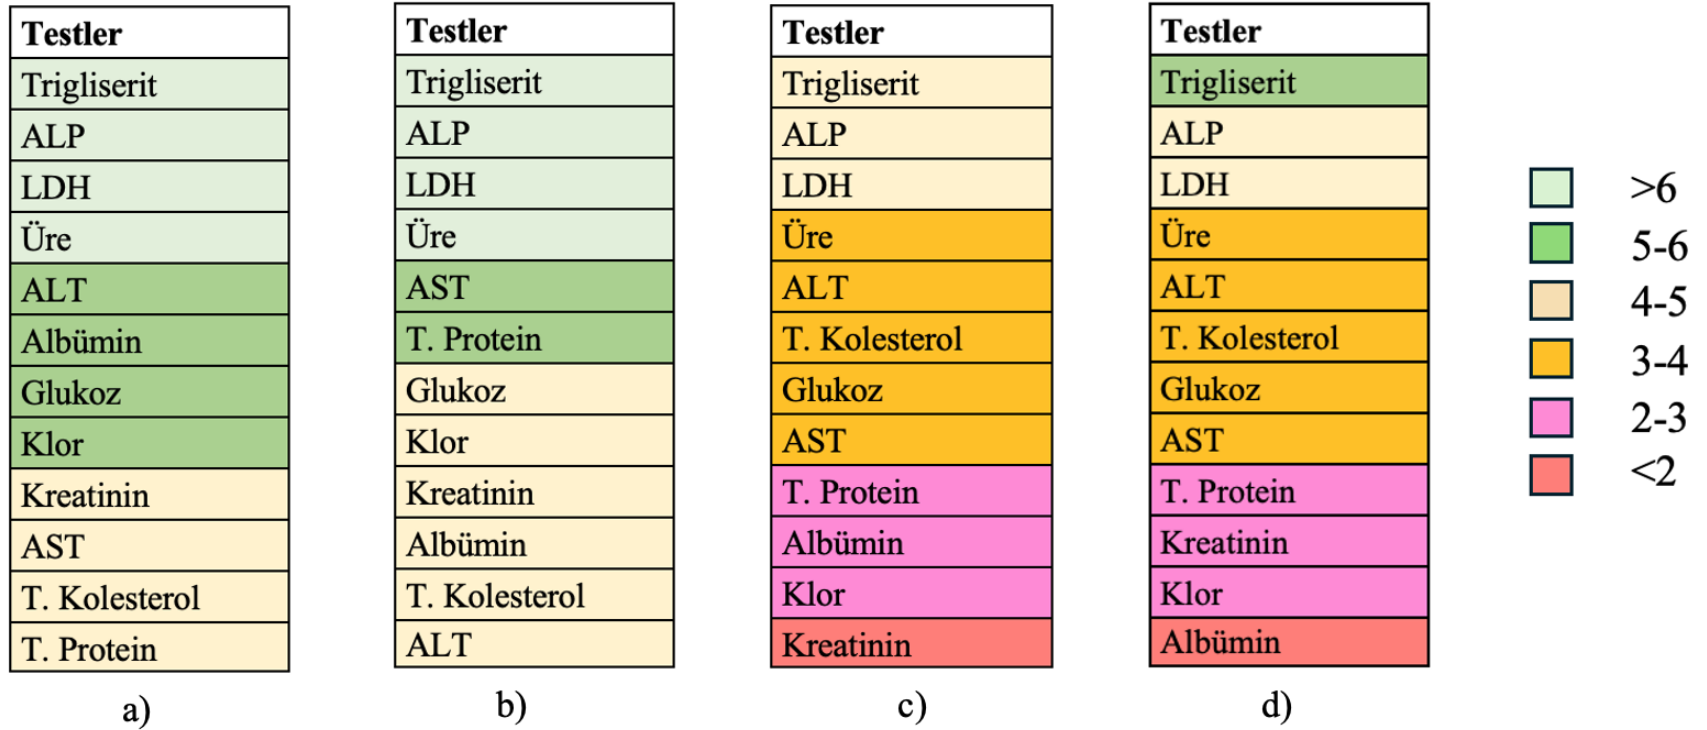 Testler
Trigliserit
ALP
LDH
Üre
ALT
Albümin
Glukoz
Klor
Kreatinin
AST
T. Kolesterol
T. Protein
a)
Testler
Trigliserit
ALP
LDH
Üre
AST
T. Protein
Glukoz
Klor
Kreatinin
Albümin
T. Kolesterol
ALT
b)
Testler
Trigliserit
ALP
LDH
Üre
ALT
T. Kolesterol
Glukoz
AST
T. Protein
Albümin
Klor
Kreatinin
c)
Testler
Trigliserit
ALP
LDH
Üre
ALT
T. Kolesterol
Glukoz
AST
T. Protein
Kreatinin
Klor
Albümin
d)
>6
5-6
4-5
3-4
2-3
<2